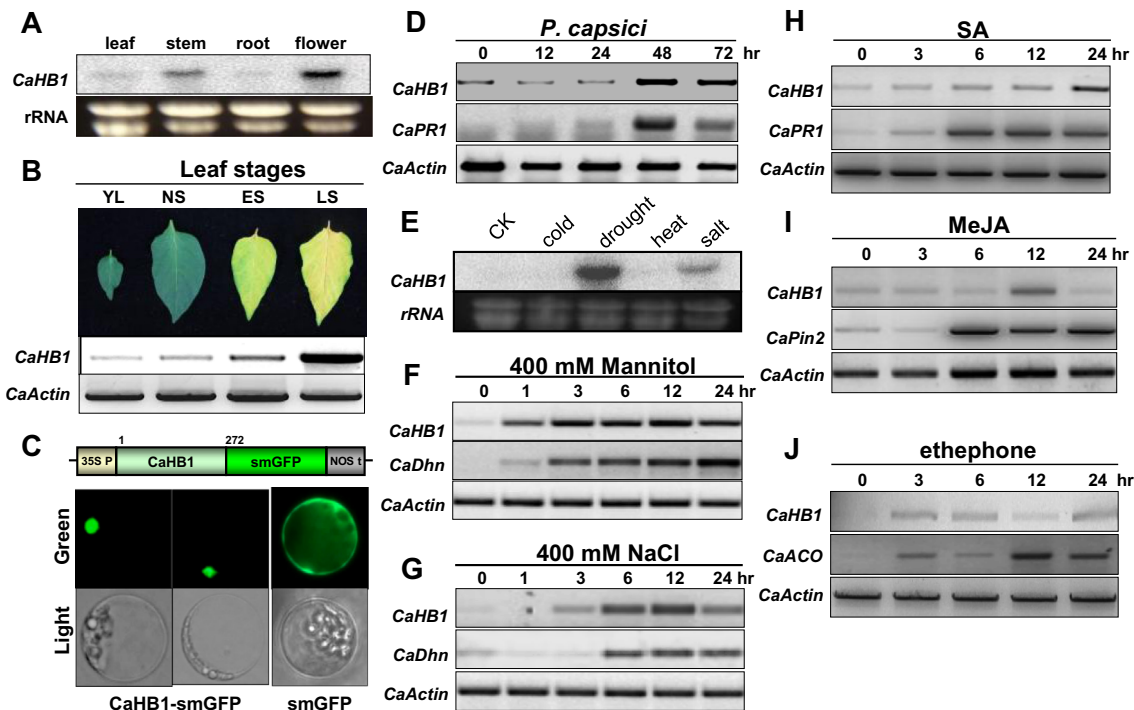 A
leaf stem root flower
CaHB1
rRNA
B
Leaf stages
YL NS ES LS
CaHB1
CaActin
C
1 272
35S P CaHB1 smGFP NOS t
Green
Light
CaHB1-smGFP smGFP
D
P. capsici
0 12 24 48 72 hr
CaHB1
CaPR1
CaActin
E
CK cold drought heat salt
CaHB1
rRNA
F
400 mM Mannitol
0 1 3 6 12 24 hr
CaHB1
CaDhn
CaActin
G
400 mM NaCl
0 1 3 6 12 24 hr
CaHB1
CaDhn
CaActin
H
SA
0 3 6 12 24 hr
CaHB1
CaPR1
CaActin
I
MeJA
0 3 6 12 24 hr
CaHB1
CaPin2
CaActin
J
ethephone
0 3 6 12 24 hr
CaHB1
CaACO
CaActin